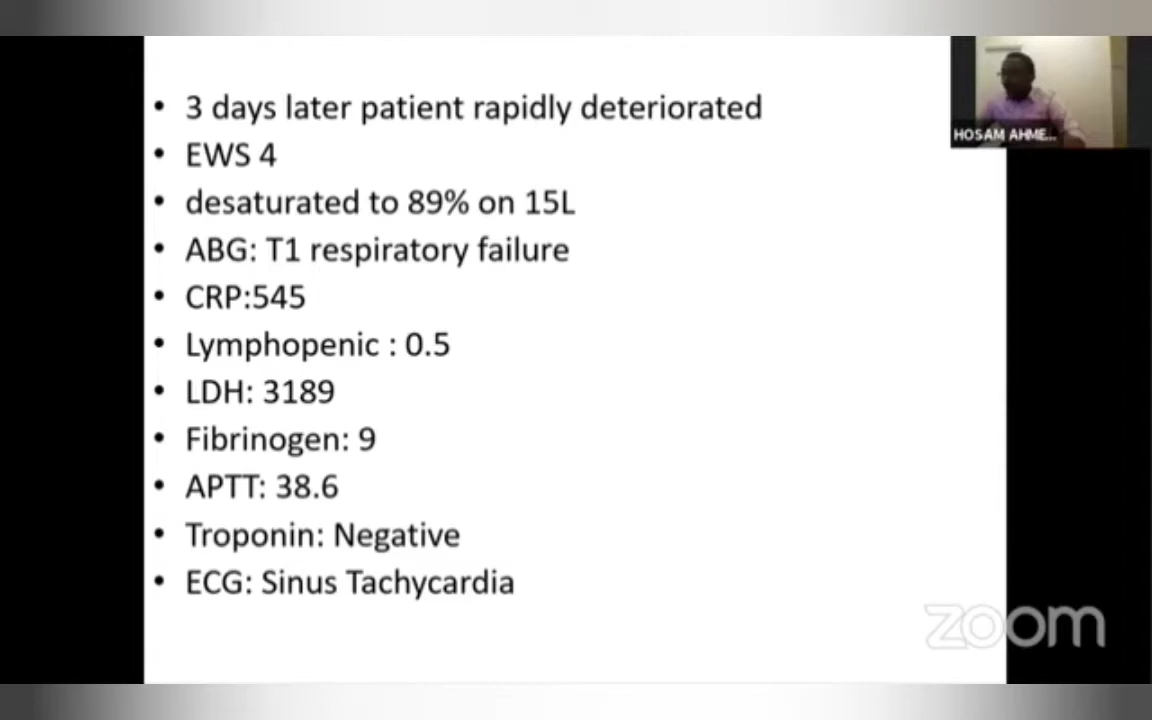 • 3 days later patient rapidly deteriorated
• EWS 4
• desaturated to 89% on 15L
• ABG: T1 respiratory failure
• CRP:545
• Lymphopenic : 0.5
• LDH: 3189
• Fibrinogen: 9
• APTT: 38.6
• Troponin: Negative
• ECG: Sinus Tachycardia
HOSAM AHME...
zoom